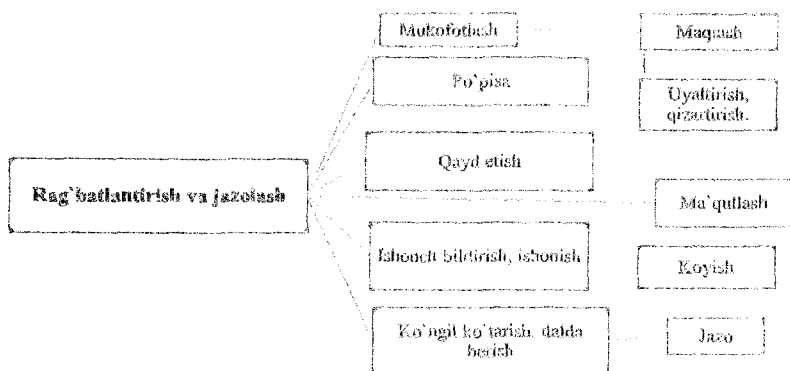 Mukofotlash
Maqtash
Po`pisa
Uyaltirish,
qizartirish.
Qayd etish
Rag`batlantirish va jazolash
Ma`qullash
Ishonch bildirish, ishonish
Koyish
Ko`ngil ko`tarish, dalda
berish
Jazo